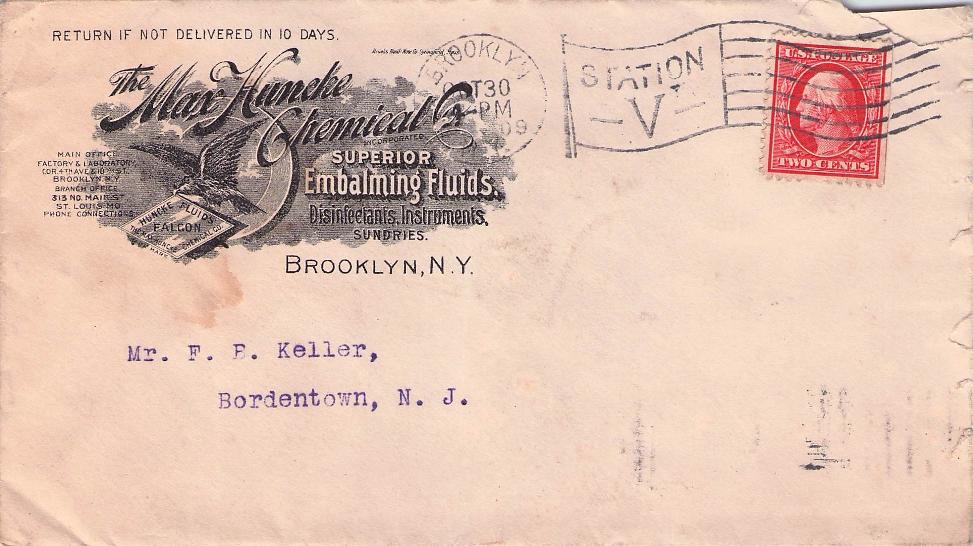 RETURN IF NOT DELIVERED IN 10 DAYS.
The Max Huncke
Chemical Co.
INCORPORATED
SUPERIOR
Embalming Fluids.
Disinfectants, Instruments,
SUNDRIES.
BROOKLYN, N.Y.
MAIN OFFICE
FACTORY & LABORATORY,
COR. 4TH AVE & 10TH ST.
BROOKLYN N.Y.
BRANCH OFFICE
313 NO. MAIN ST
ST. LOUIS MO.
PHONE CONNECTIONS.
HUNCKE FLUIDS
FALCON
CHEMICAL CO.
BROOKLYN
OCT 30
PM
09
STATION
- V -
U.S. POSTAGE
TWO CENTS
Mr. F. E. Keller,
Bordentown, N. J.